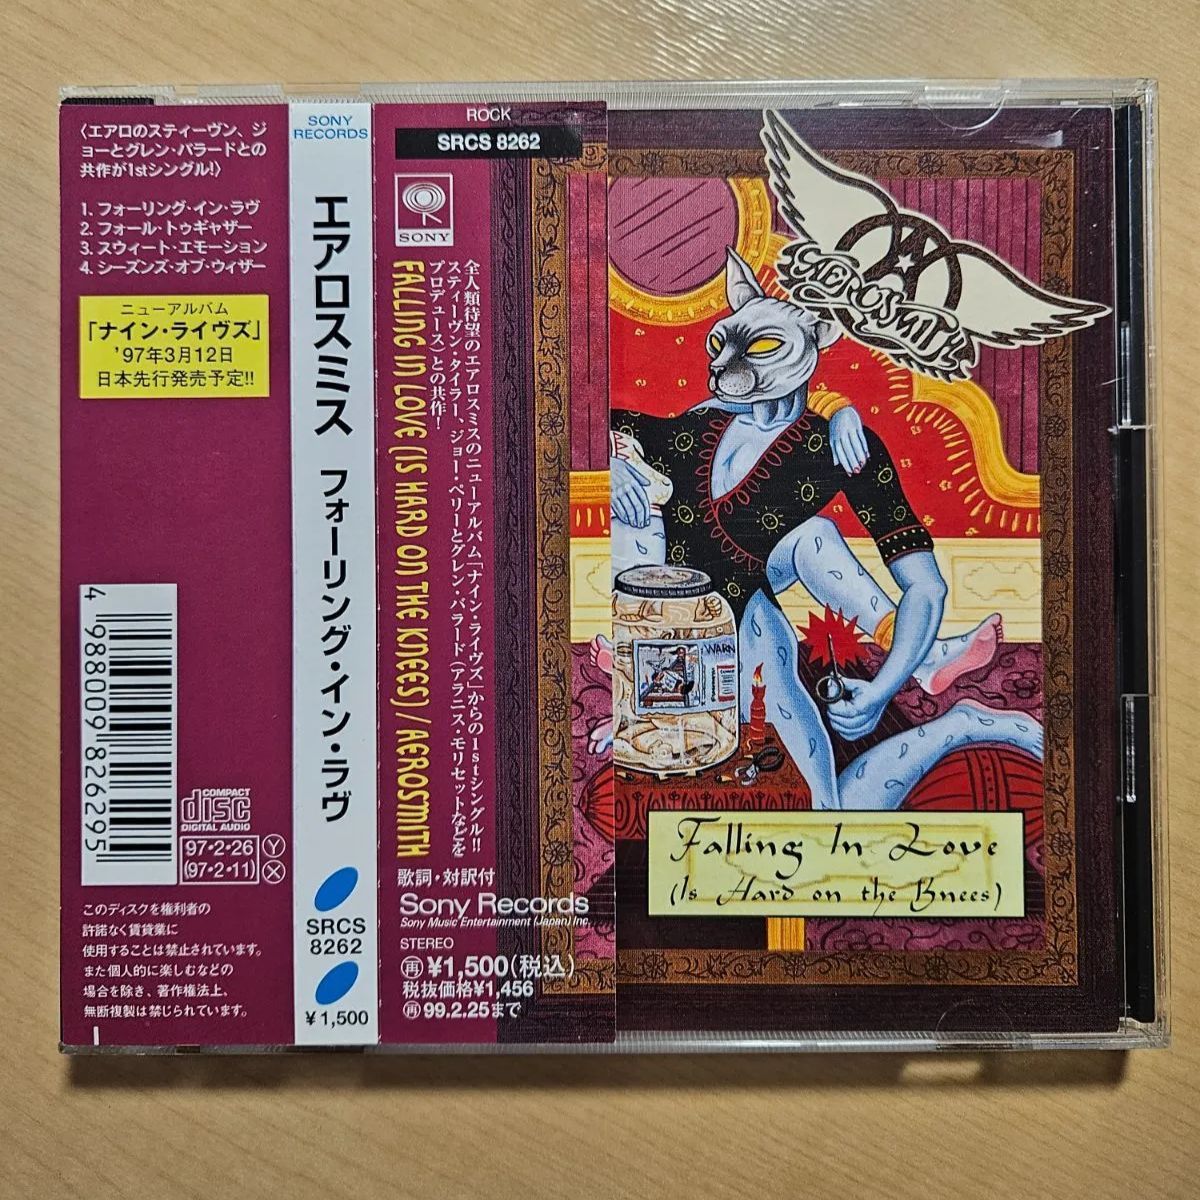 〈エアロのスティーヴン、ジ
ョーとグレン・バラードとの
共作が1stシングル!〉
1. フォーリング・イン・ラヴ
2. フォール・トゥギャザー
3. スウィート・エモーション
4. シーズンズ・オブ・ウィザー
ニューアルバム
「ナイン・ライヴズ」
'97年3月12日
日本先行発売予定!!
4 988009 826295
COMPACT
disc
DIGITAL AUDIO
97・2・26 Y
(97・2・11) X
このディスクを権利者の
許諾なく賃貸業に
使用することは禁止されています。
また個人的に楽しむなどの
場合を除き、著作権法上、
無断複製は禁じられています。
SONY
RECORDS
エアロスミス フォーリング・イン・ラヴ
SRCS
8262
¥1,500
ROCK
SRCS 8262
SONY
全人類待望のエアロスミスのニューアルバム「ナイン・ライヴズ」からの1stシングル!!
スティーヴン・タイラー、ジョー・ペリーとグレン・バラード(アラニス・モリセットなどを
プロデュース)との共作!
FALLING IN LOVE (IS HARD ON THE KNEES) / AEROSMITH
歌詞・対訳付
Sony Records
Sony Music Entertainment (Japan) Inc.
STEREO
再 ¥1,500(税込)
税抜価格¥1,456
再 99.2.25まで
AEROSMITH
WARN
Falling In Love
(Is Hard on the Knees)